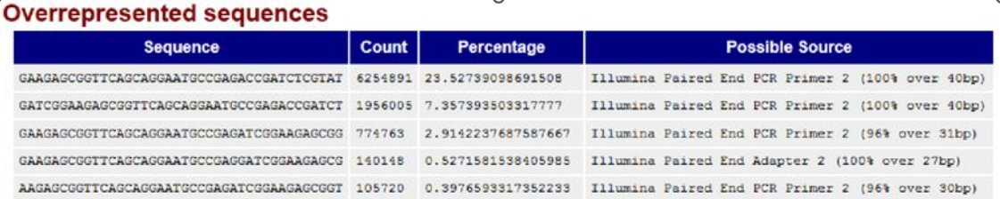 Overrepresented sequences
Sequence Count Percentage Possible Source
GAAGAGCGGTTCAGCAGGAATGCCGAGACCGATCTCGTAT 6254891 23.52739098691508 Illumina Paired End PCR Primer 2 (100% over 40bp)
GATCGGAAGAGCGGTTCAGCAGGAATGCCGAGACCGATCT 1956005 7.357393503317777 Illumina Paired End PCR Primer 2 (100% over 40bp)
GAAGAGCGGTTCAGCAGGAATGCCGAGATCGGAAGAGCGG 774763 2.9142237687587667 Illumina Paired End PCR Primer 2 (96% over 31bp)
GAAGAGCGGTTCAGCAGGAATGCCGAGGATCGGAAGAGCG 140148 0.5271581538405985 Illumina Paired End Adapter 2 (100% over 27bp)
AAGAGCGGTTCAGCAGGAATGCCGAGATCGGAAGAGCGGT 105720 0.3976593317352233 Illumina Paired End PCR Primer 2 (96% over 30bp)